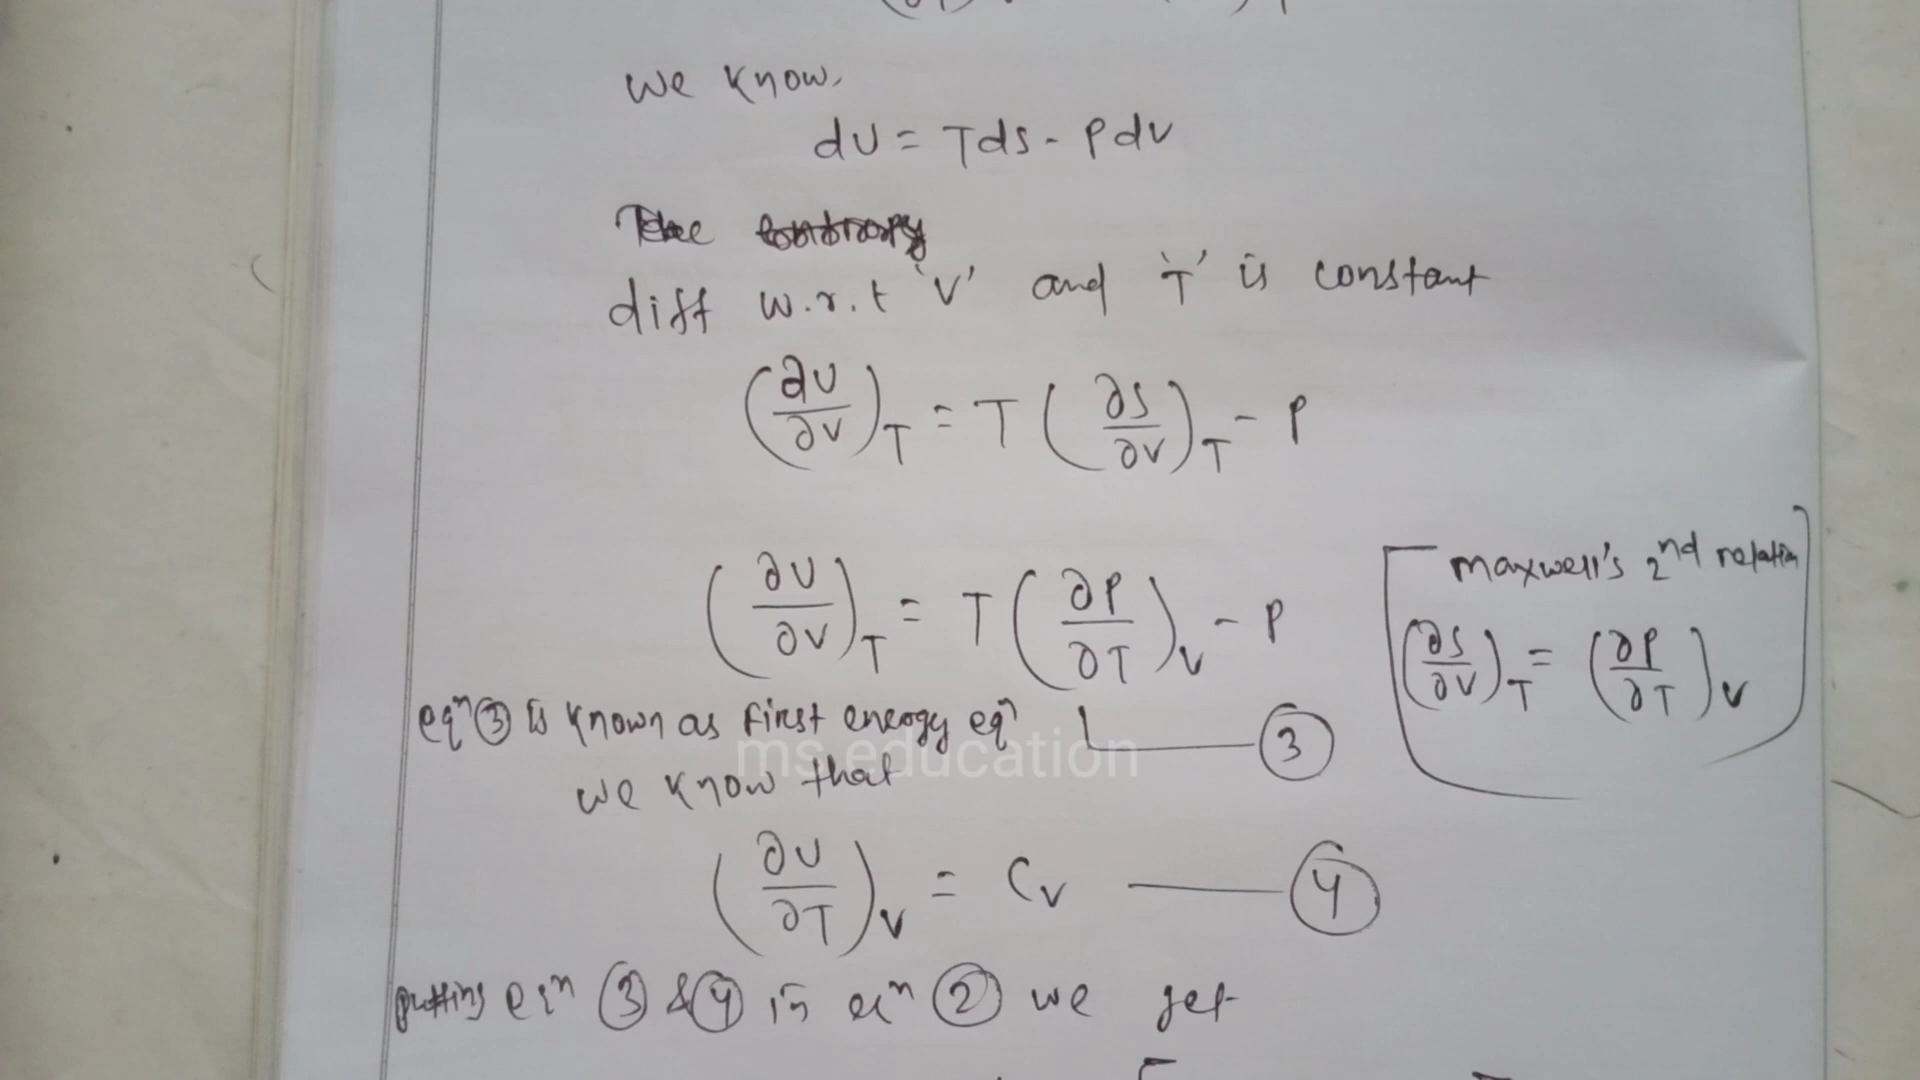 We know,
dU = Tds - Pdv
diff w.r.t 'V' and 'T' is constant
(∂U/∂V)_T = T (∂S/∂V)_T - P
(∂U/∂V)_T = T (∂P/∂T)_V - P
[maxwell's 2nd relation
(∂S/∂V)_T = (∂P/∂T)_V]
eqn ③ is known as first energy eqn
③
ms.education
we know that
(∂U/∂T)_V = Cv — ④
putting eqn ③ & ④ in eqn ② we get